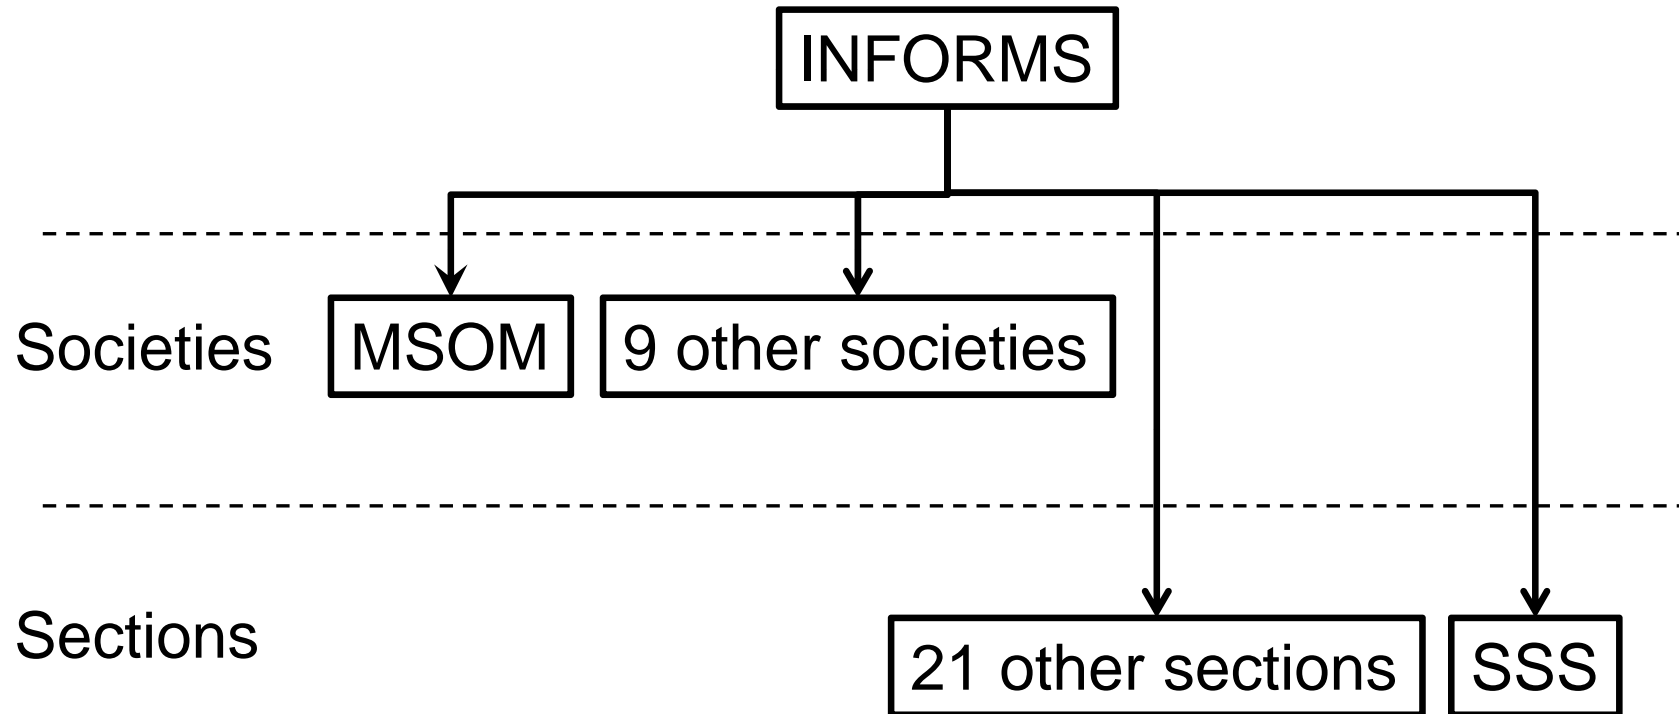 INFORMS
Societies
MSOM
9 other societies
Sections
21 other sections
SSS